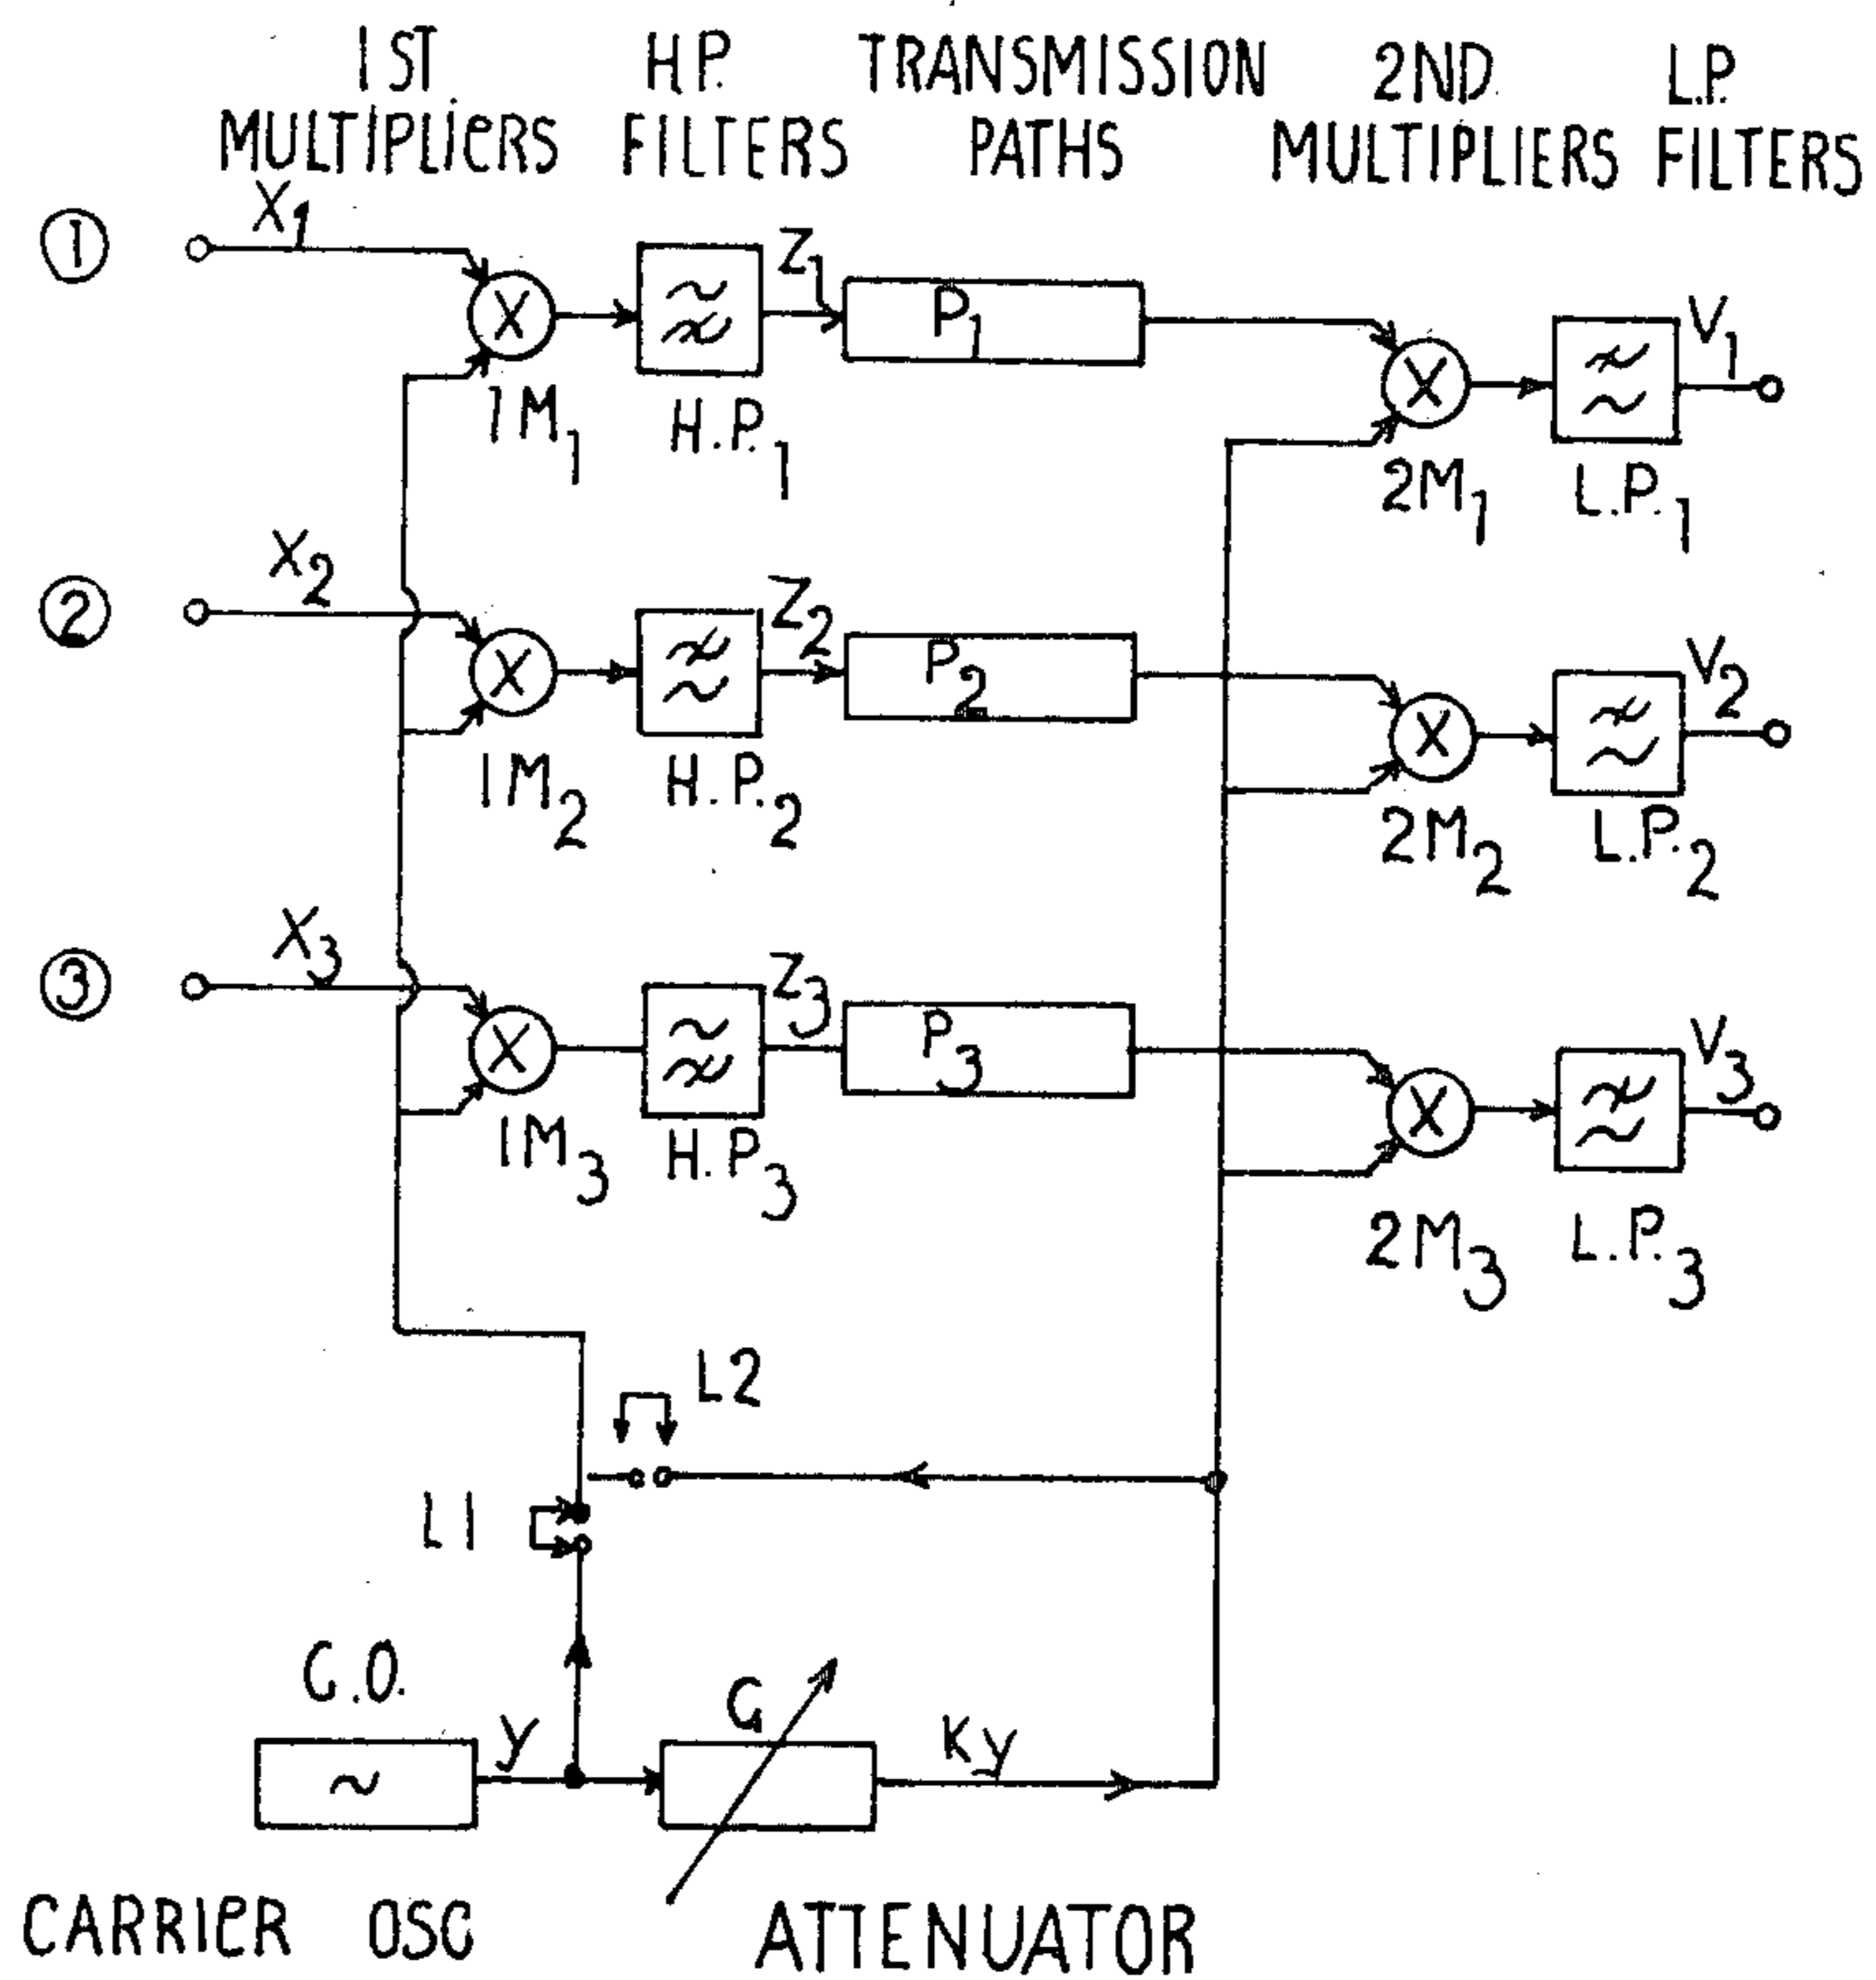 1ST MULTIPLIeRS
H.P. FILTERS
TRANSMISSION PATHS
2ND. MULTIPLIERS
L.P. FILTERS
1
X1
1M1
H.P.1
Z1
P1
2M1
L.P.1
V1
2
X2
1M2
H.P.2
Z2
P2
2M2
L.P.2
V2
3
X3
1M3
H.P3
Z3
P3
2M3
L.P.3
V3
L2
L1
C.O.
y
G
Ky
CARRIeR OSC
ATTENUATOR